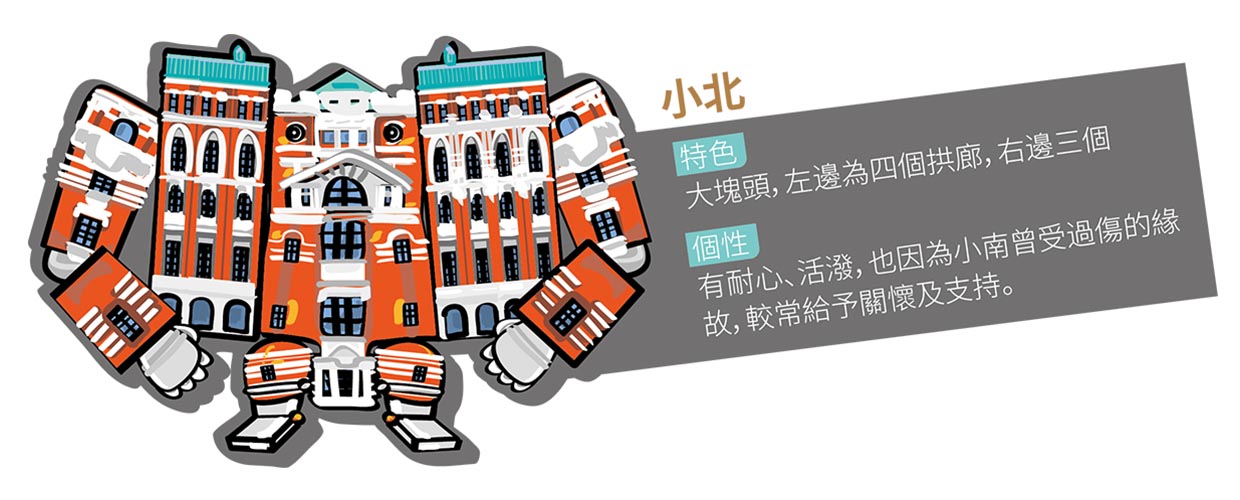 小北
特色
大塊頭，左邊為四個拱廊，右邊三個
個性
有耐心、活潑，也因為小南曾受過傷的緣
故，較常給予關懷及支持。